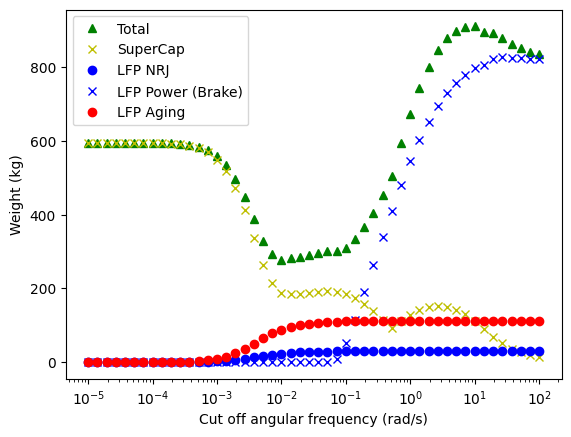 Total
SuperCap
LFP NRJ
LFP Power (Brake)
LFP Aging
800
600
400
200
0
Weight (kg)
10⁻⁵ 10⁻⁴ 10⁻³ 10⁻² 10⁻¹ 10⁰ 10¹ 10²
Cut off angular frequency (rad/s)